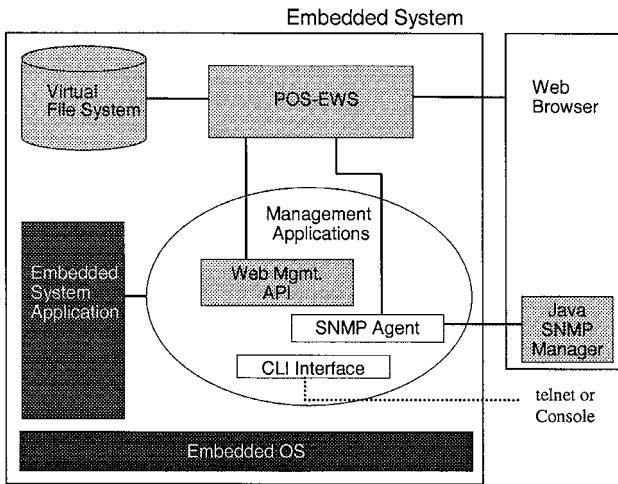 Embedded System
Virtual
File System
POS-EWS
Web
Browser
Management
Applications
Web Mgmt.
API
Embedded
System
Application
SNMP Agent
Java
SNMP
Manager
CLI Interface
telnet or
Console
Embedded OS